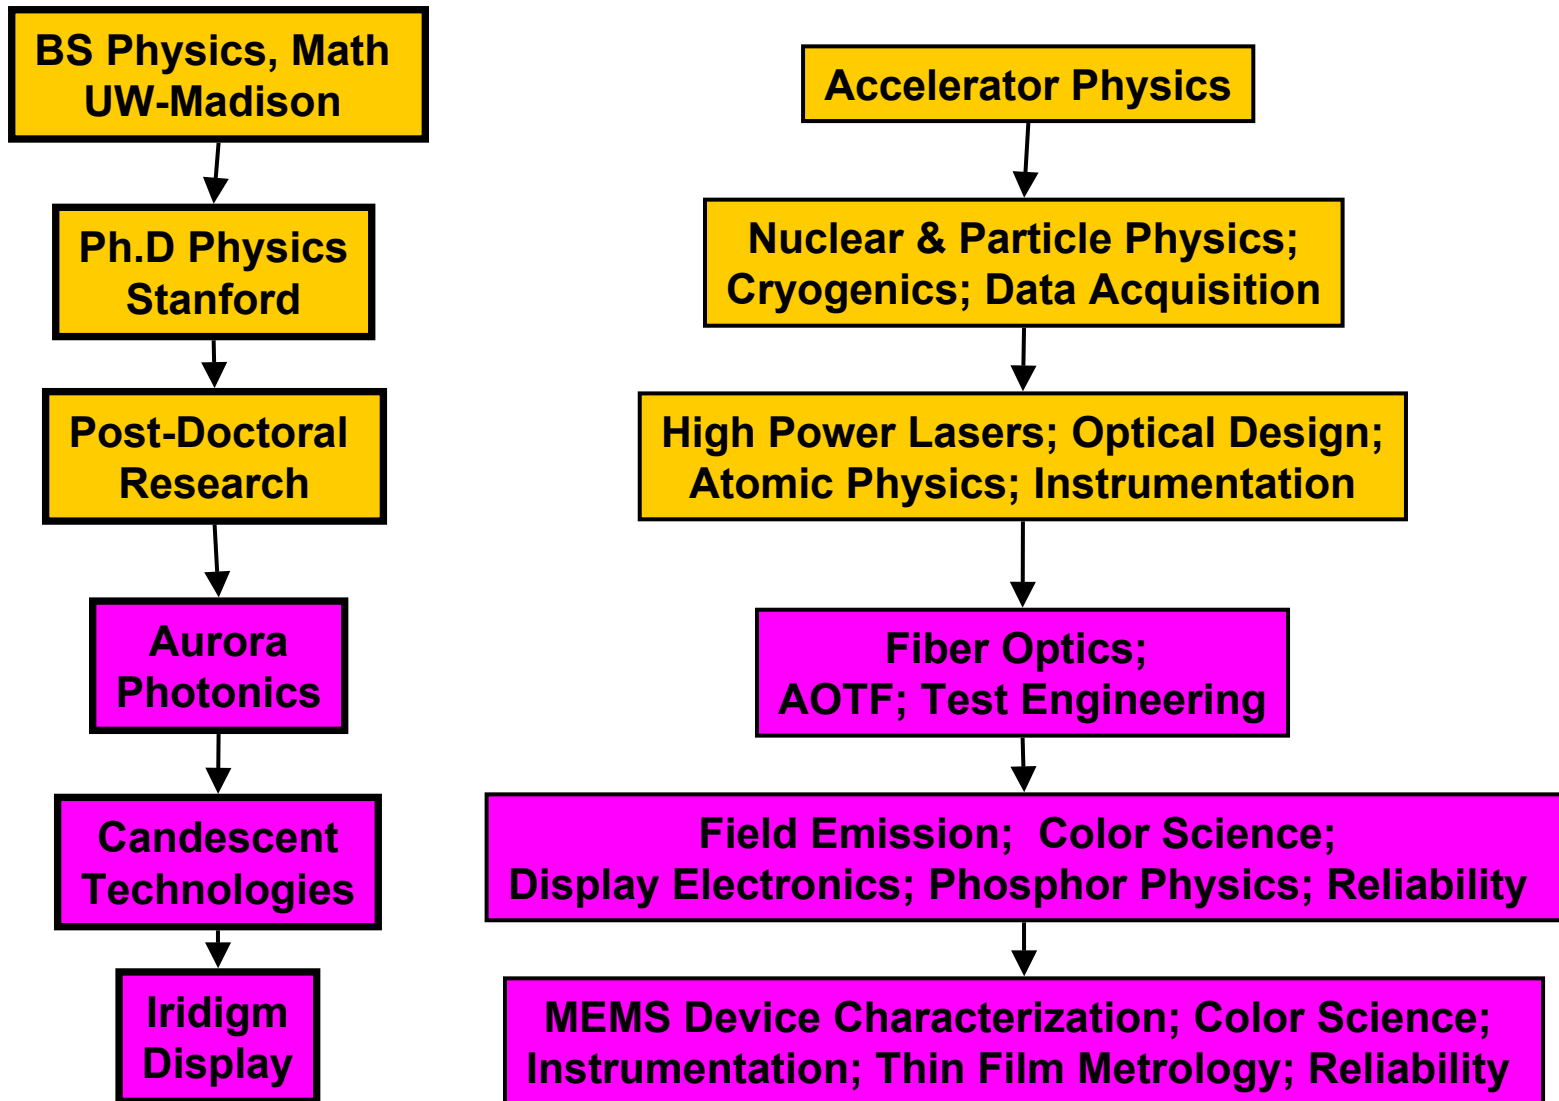 BS Physics, Math
UW-Madison
Accelerator Physics
Ph.D Physics
Stanford
Nuclear & Particle Physics;
Cryogenics; Data Acquisition
Post-Doctoral
Research
High Power Lasers; Optical Design;
Atomic Physics; Instrumentation
Aurora
Photonics
Fiber Optics;
AOTF; Test Engineering
Candescent
Technologies
Field Emission;  Color Science;
Display Electronics; Phosphor Physics; Reliability
Iridigm
Display
MEMS Device Characterization; Color Science;
Instrumentation; Thin Film Metrology; Reliability